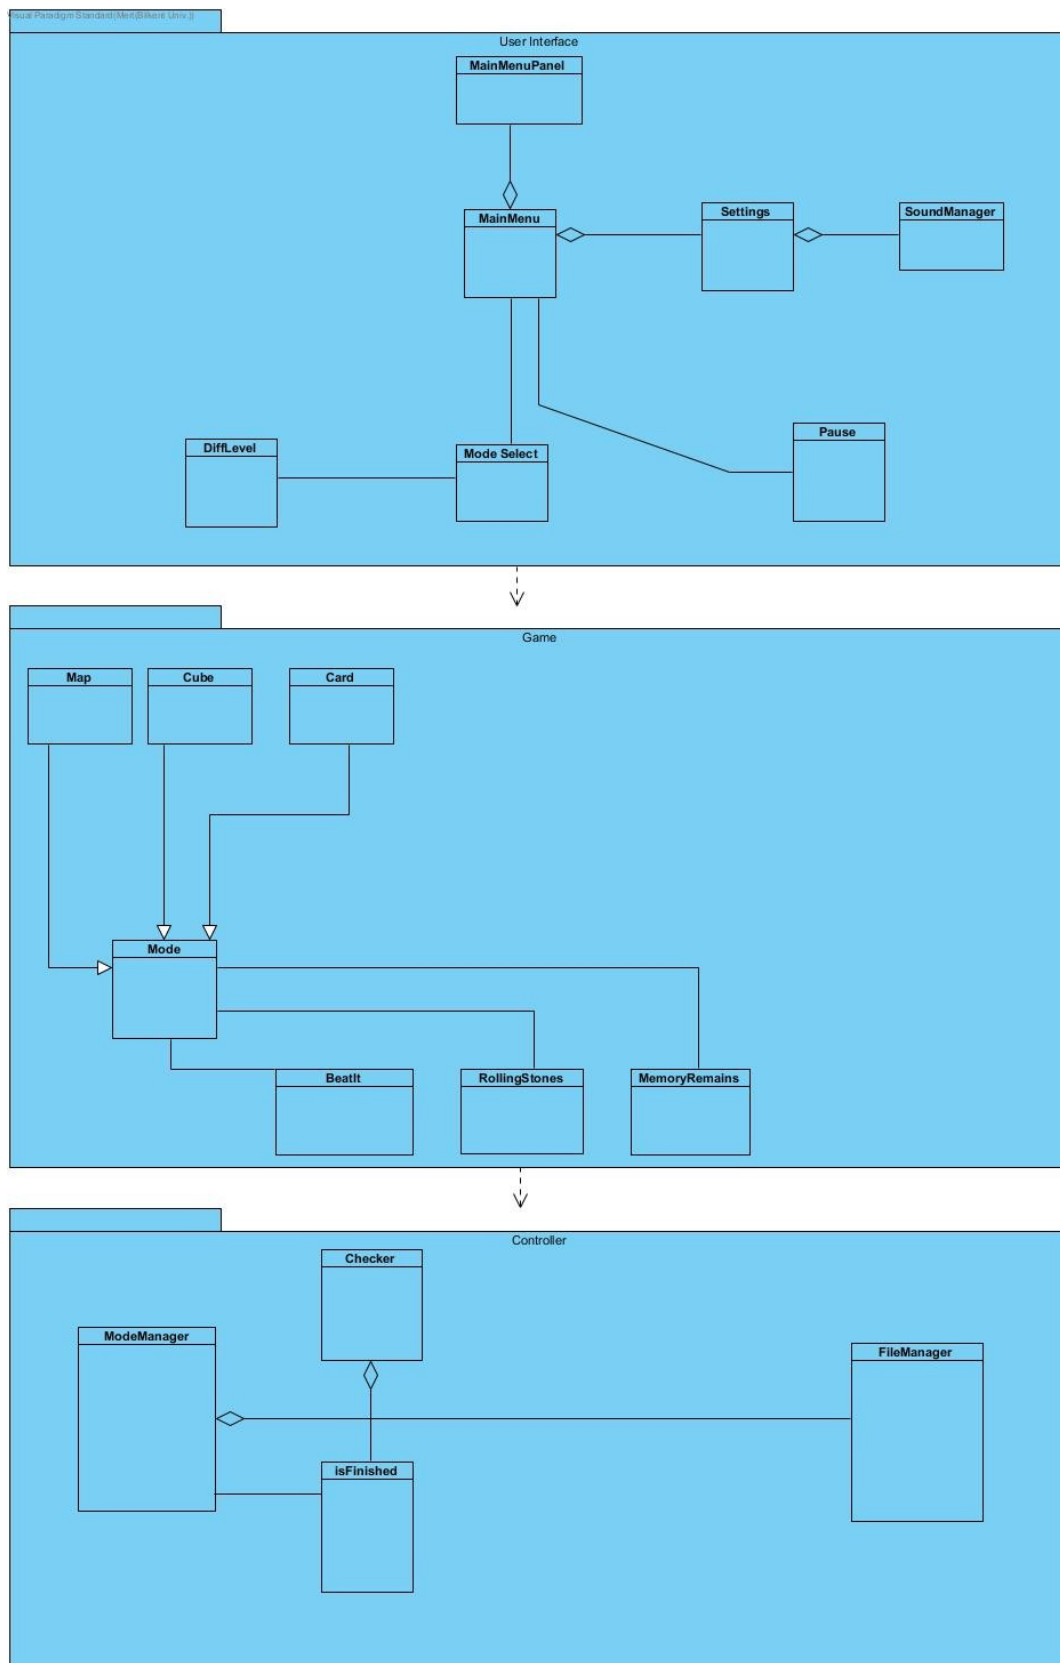 Visual Paradigm Standard(Mert(Bilkent Univ.))
User Interface
MainMenuPanel
MainMenu
Settings
SoundManager
DiffLevel
Mode Select
Pause
Game
Map
Cube
Card
Mode
BeatIt
RollingStones
MemoryRemains
Controller
Checker
ModeManager
FileManager
isFinished